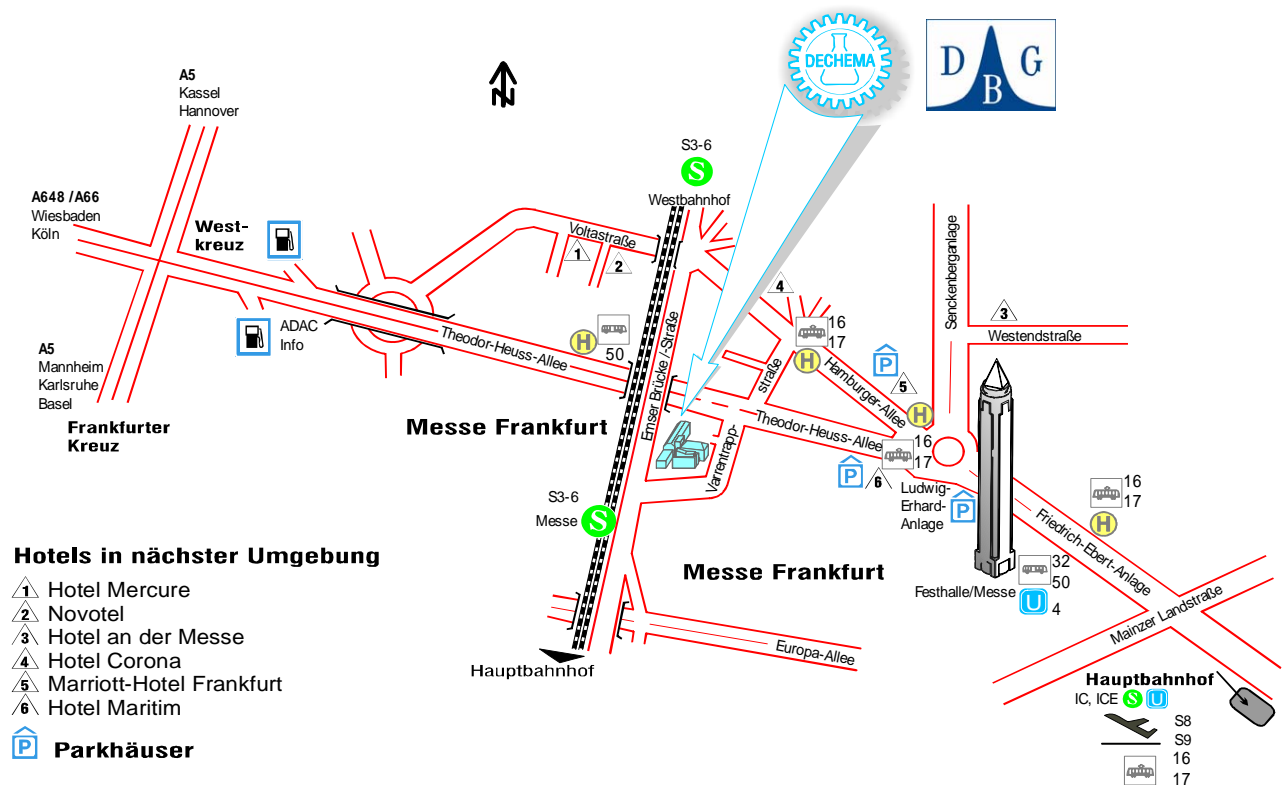 DECHEMA
D B G
N
A5
Kassel
Hannover
S3-6
S
Westbahnhof
A648 /A66
Wiesbaden
Köln
West-
kreuz
Voltastraße
1
2
4
Senckenberganlage
3
Westendstraße
ADAC
Info
Theodor-Heuss-Allee
H
50
Emser Brücke /-Straße
16
17
H
P
5
Hamburger-Allee
H
straße
Varrentrapp-
A5
Mannheim
Karlsruhe
Basel
Frankfurter
Kreuz
Messe Frankfurt
Theodor-Heuss-Allee
16
17
P
6
Ludwig-
Erhard-
Anlage
P
16
17
H
Friedrich-Ebert-Anlage
S3-6
Messe
S
Messe Frankfurt
32
50
Festhalle/Messe
U
4
Mainzer Landstraße
Europa-Allee
Hauptbahnhof
Hotels in nächster Umgebung
1 Hotel Mercure
2 Novotel
3 Hotel an der Messe
4 Hotel Corona
5 Marriott-Hotel Frankfurt
6 Hotel Maritim
P Parkhäuser
Hauptbahnhof
IC, ICE S U
S8
S9
16
17